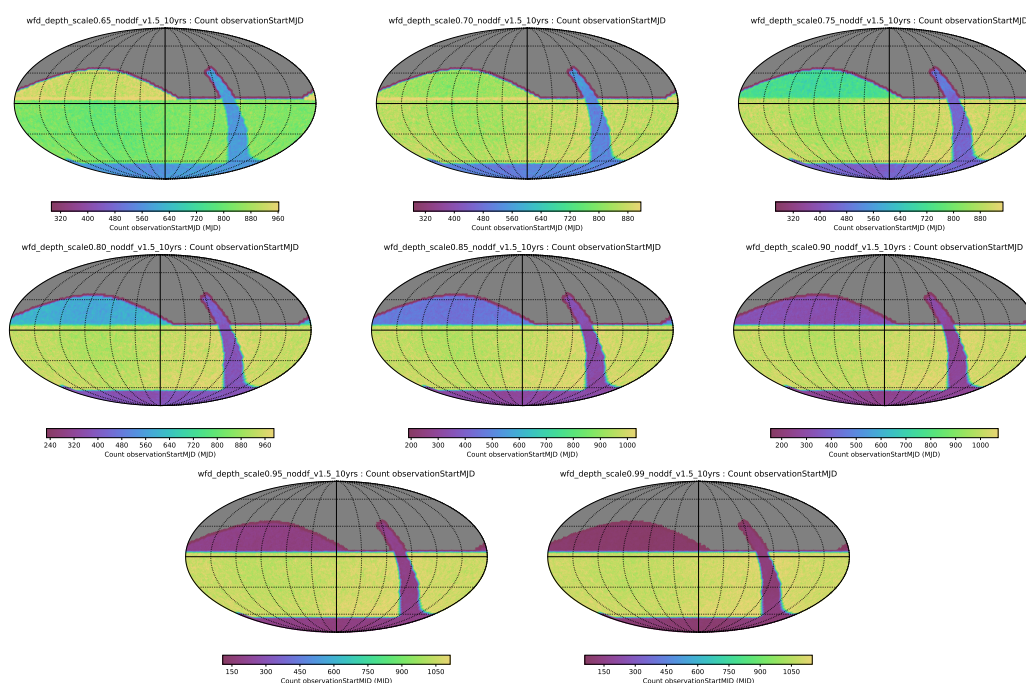 wfd_depth_scale0.65_noddf_v1.5_10yrs : Count observationStartMJD
wfd_depth_scale0.70_noddf_v1.5_10yrs : Count observationStartMJD
wfd_depth_scale0.75_noddf_v1.5_10yrs : Count observationStartMJD
320 400 480 560 640 720 800 880 960
Count observationStartMJD (MJD)
320 400 480 560 640 720 800 880
Count observationStartMJD (MJD)
320 400 480 560 640 720 800 880
Count observationStartMJD (MJD)
wfd_depth_scale0.80_noddf_v1.5_10yrs : Count observationStartMJD
wfd_depth_scale0.85_noddf_v1.5_10yrs : Count observationStartMJD
wfd_depth_scale0.90_noddf_v1.5_10yrs : Count observationStartMJD
240 320 400 480 560 640 720 800 880 960
Count observationStartMJD (MJD)
200 300 400 500 600 700 800 900 1000
Count observationStartMJD (MJD)
200 300 400 500 600 700 800 900 1000
Count observationStartMJD (MJD)
wfd_depth_scale0.95_noddf_v1.5_10yrs : Count observationStartMJD
wfd_depth_scale0.99_noddf_v1.5_10yrs : Count observationStartMJD
150 300 450 600 750 900 1050
Count observationStartMJD (MJD)
150 300 450 600 750 900 1050
Count observationStartMJD (MJD)